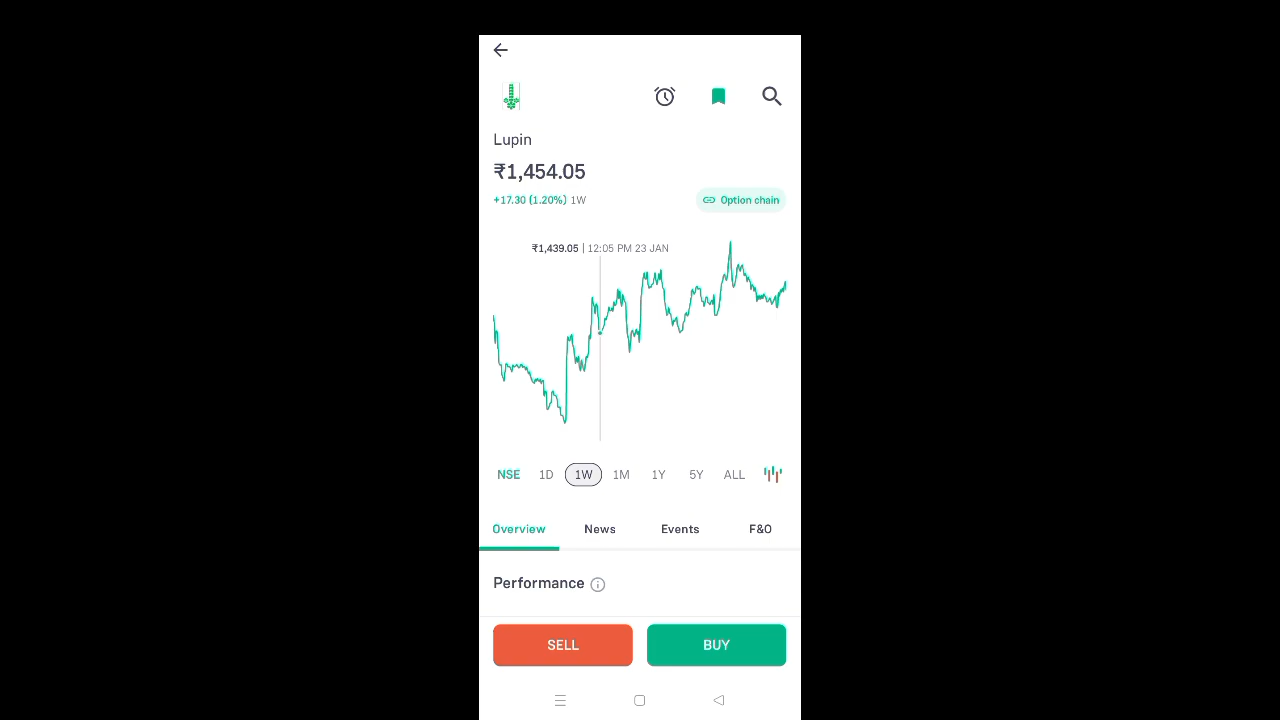 Lupin
₹1,454.05
+17.30 (1.20%) 1W
Option chain
₹1,439.05 | 12:05 PM 23 JAN
NSE 1D 1W 1M 1Y 5Y ALL
Overview News Events F&O
Performance
SELL BUY